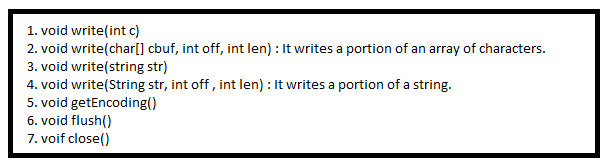 1. void write(int c)
2. void write(char[] cbuf, int off, int len) : It writes a portion of an array of characters.
3. void write(string str)
4. void write(String str, int off , int len) : It writes a portion of a string.
5. void getEncoding()
6. void flush()
7. voif close()